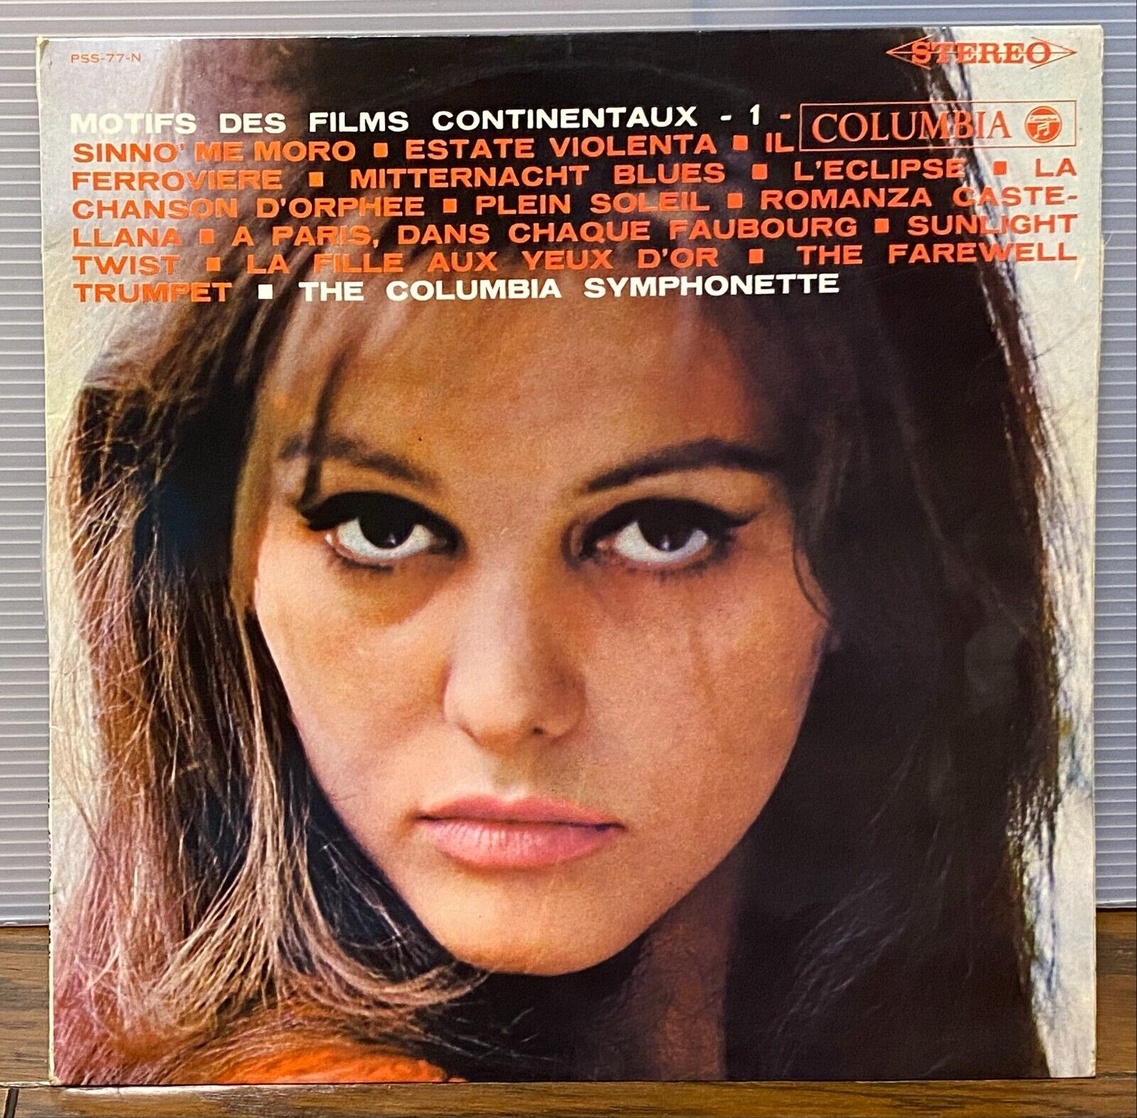 PSS-77-N
STEREO
MOTIFS DES FILMS CONTINENTAUX - 1 -
COLUMBIA
SINNO' ME MORO ■ ESTATE VIOLENTA ■ IL
FERROVIERE ■ MITTERNACHT BLUES ■ L'ECLIPSE ■ LA
CHANSON D'ORPHEE ■ PLEIN SOLEIL ■ ROMANZA CASTE-
LLANA ■ A PARIS, DANS CHAQUE FAUBOURG ■ SUNLIGHT
TWIST ■ LA FILLE AUX YEUX D'OR ■ THE FAREWELL
TRUMPET ■ THE COLUMBIA SYMPHONETTE